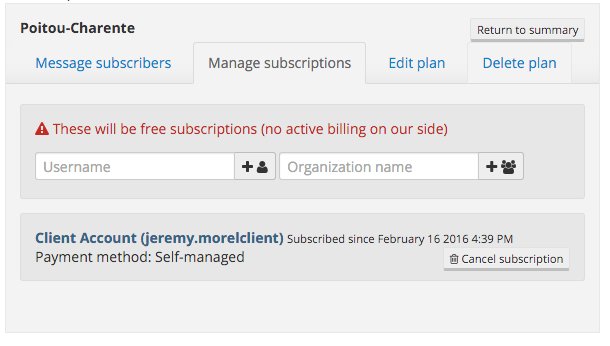 Poitou-Charente
Return to summary
Message subscribers Manage subscriptions Edit plan Delete plan
These will be free subscriptions (no active billing on our side)
Username Organization name
Client Account (jeremy.morelclient) Subscribed since February 16 2016 4:39 PM
Payment method: Self-managed
Cancel subscription